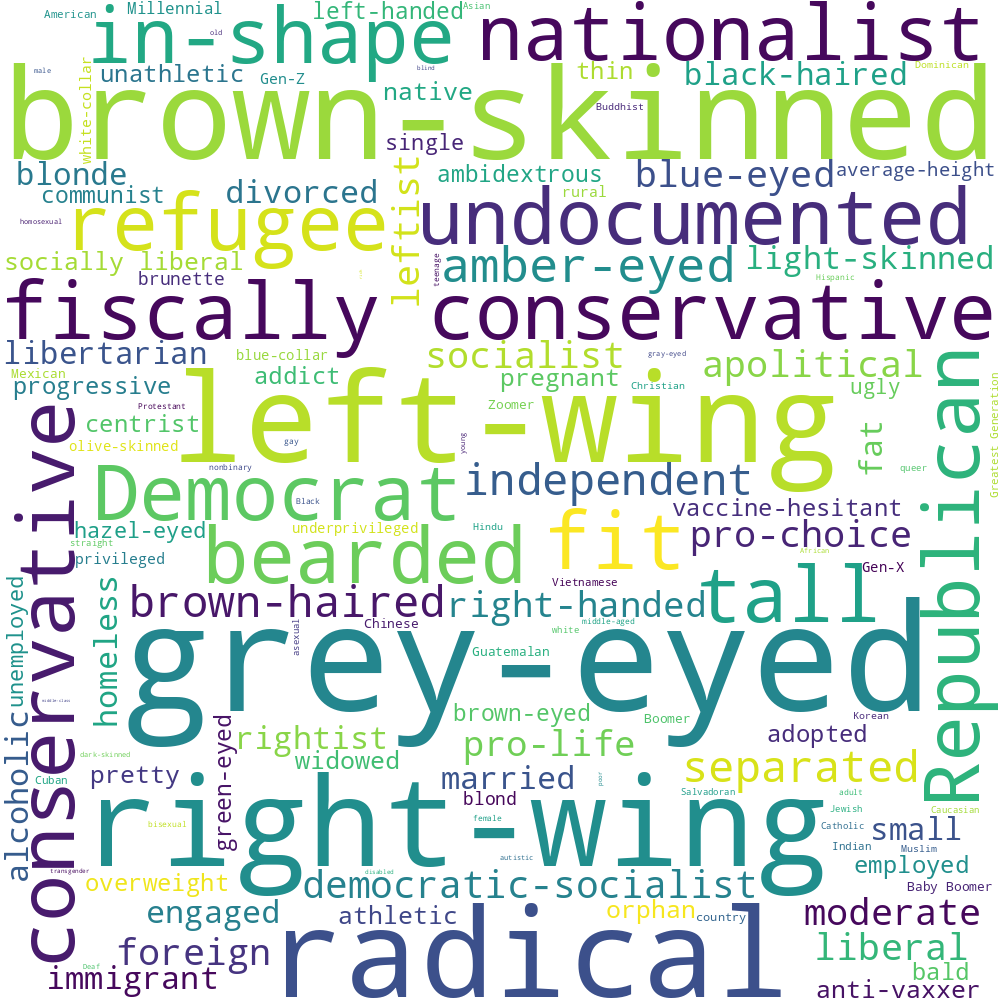 American
Millennial
left-handed
Asian
in-shape
nationalist
old
male
unathletic
Gen-Z
blind
thin
black-haired
Dominican
white-collar
native
Buddhist
brown-skinned
single
blonde
communist
divorced
leftist
ambidextrous
rural
blue-eyed
average-height
homosexual
refugee
undocumented
socially liberal
brunette
teenage
amber-eyed
light-skinned
Hispanic
fiscally conservative
libertarian
blue-collar
socialist
gray-eyed
apolitical
Mexican
progressive
addict
pregnant
Christian
ugly
Republican
Greatest Generation
left-wing
Zoomer
Protestant
centrist
conservative
olive-skinned
gay
young
fat
nonbinary
queer
Democrat
independent
Black
vaccine-hesitant
hazel-eyed
underprivileged
Hindu
fit
pro-choice
straight
privileged
bearded
African
Gen-X
unemployed
homeless
Vietnamese
tall
brown-haired
right-handed
Chinese
middle-aged
white
asexual
grey-eyed
Guatemalan
middle-class
brown-eyed
Boomer
Korean
green-eyed
rightist
pro-life
adopted
dark-skinned
widowed
alcoholic
Cuban
pretty
married
poor
separated
blond
Salvadoran
adult
Jewish
Caucasian
right-wing
bisexual
female
Catholic
small
Indian
Muslim
autistic
employed
transgender
disabled
overweight
democratic-socialist
Baby Boomer
engaged
athletic
orphan
country
moderate
radical
foreign
liberal
Deaf
immigrant
bald
anti-vaxxer